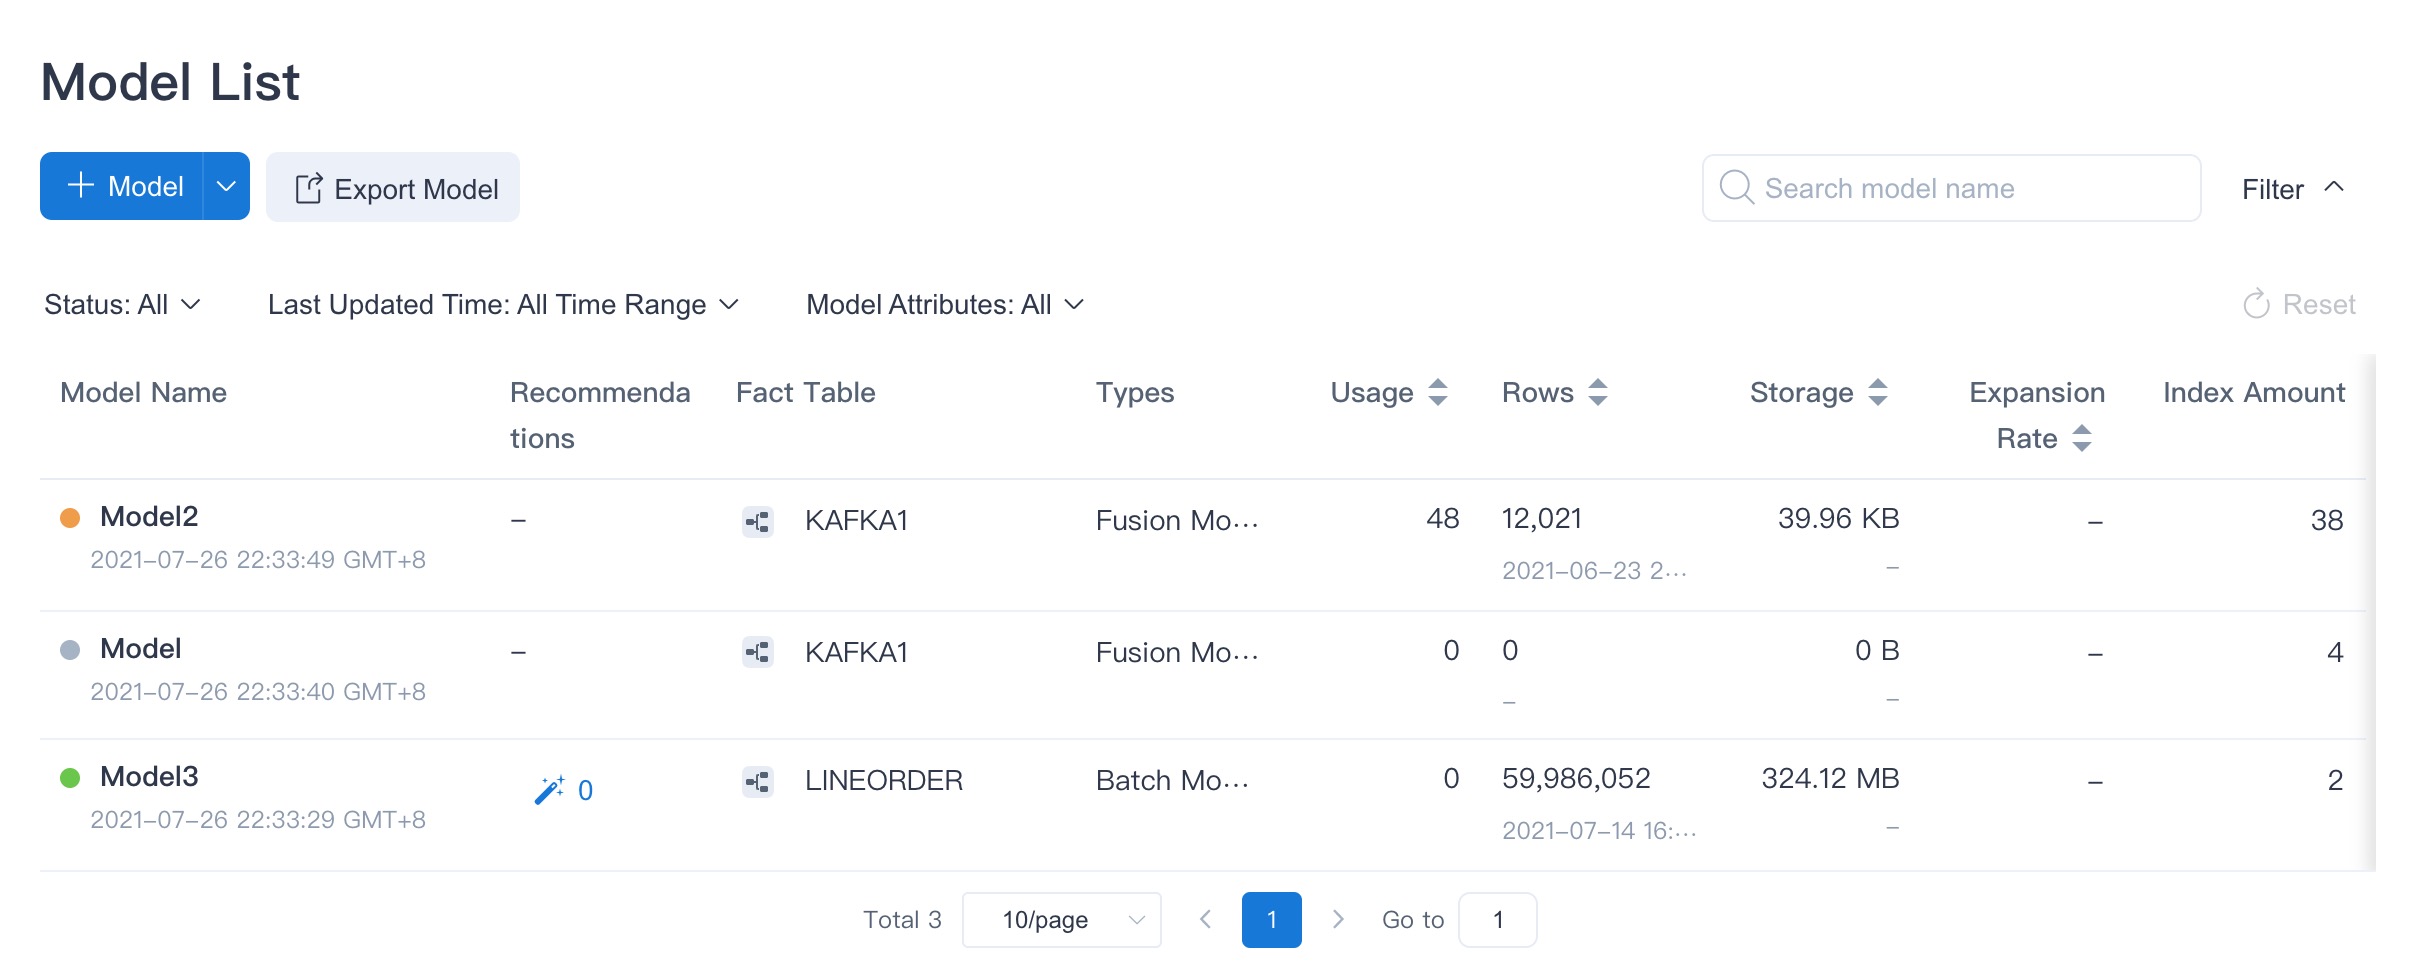 Model List
Model
Export Model
Search model name
Filter
Status: All
Last Updated Time: All Time Range
Model Attributes: All
Reset
Model Name
Recommenda
tions
Fact Table
Types
Usage
Rows
Storage
Expansion
Rate
Index Amount
Model2
2021-07-26 22:33:49 GMT+8
–
KAFKA1
Fusion Mo...
48
12,021
2021-06-23 2...
39.96 KB
–
–
38
Model
2021-07-26 22:33:40 GMT+8
–
KAFKA1
Fusion Mo...
0
0
–
0 B
–
–
4
Model3
2021-07-26 22:33:29 GMT+8
0
LINEORDER
Batch Mo...
0
59,986,052
2021-07-14 16:...
324.12 MB
–
–
2
Total 3
10/page
1
Go to
1